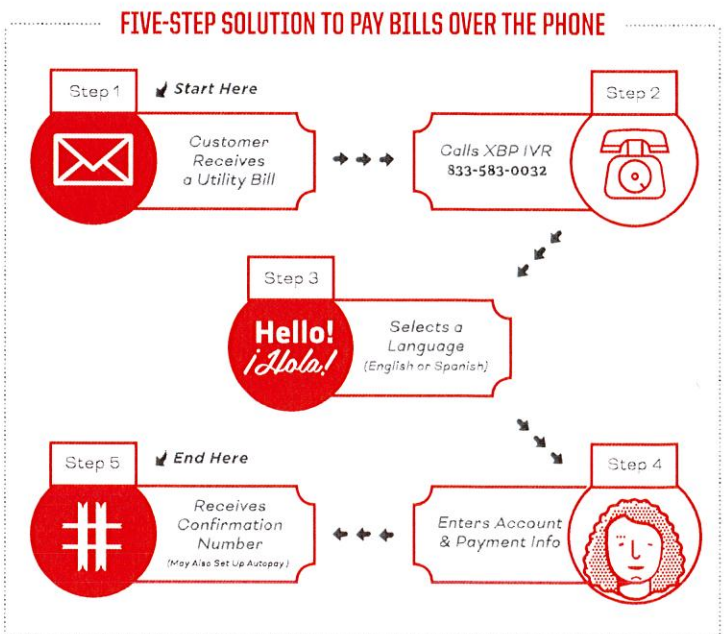 FIVE-STEP SOLUTION TO PAY BILLS OVER THE PHONE
Step 1
Start Here
Customer
Receives
a Utility Bill
Step 2
Calls XBP IVR
833-583-0032
Step 3
Hello!
¡Hola!
Selects a
Language
(English or Spanish)
Step 4
Enters Account
& Payment Info
Step 5
End Here
Receives
Confirmation
Number
(May Also Set Up Autopay)